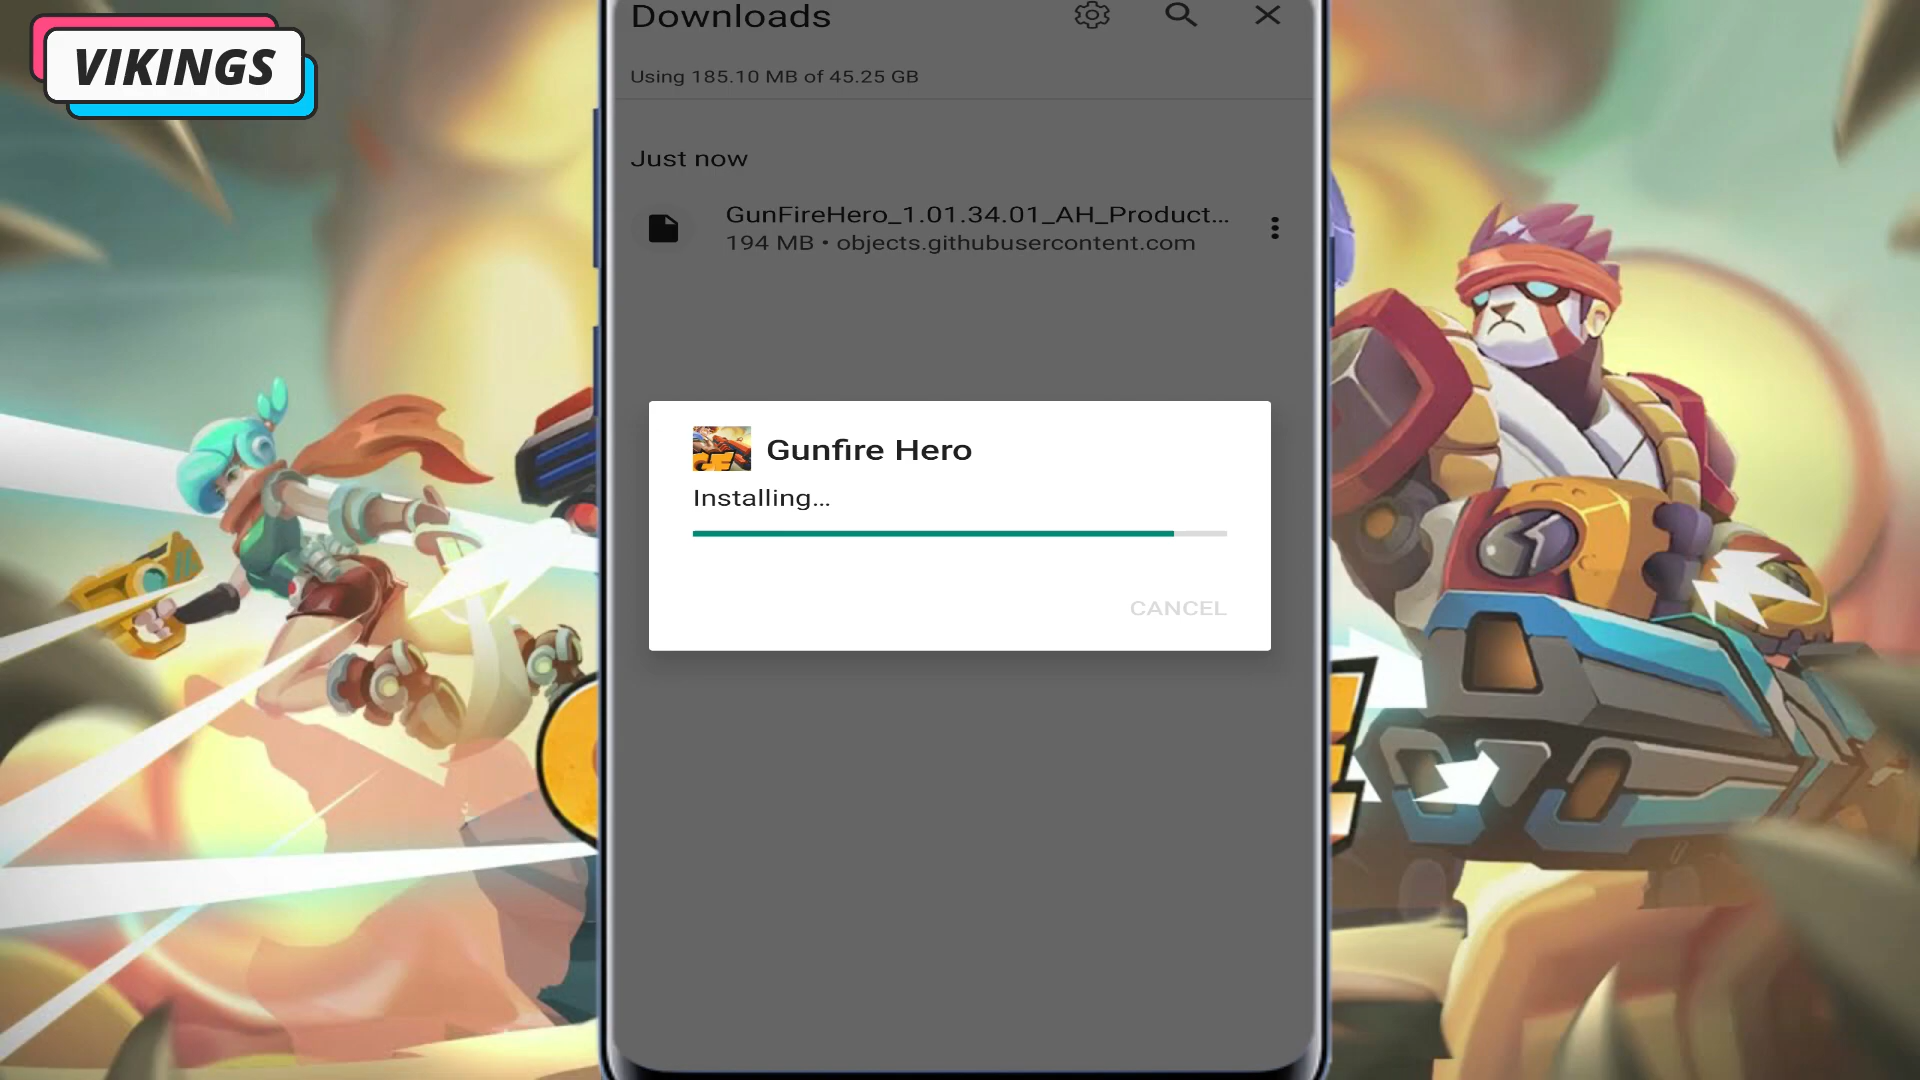 VIKINGS
Downloads
Using 185.10 MB of 45.25 GB
Just now
GunFireHero_1.01.34.01_AH_Product...
194 MB • objects.githubusercontent.com
Gunfire Hero
Installing...
CANCEL